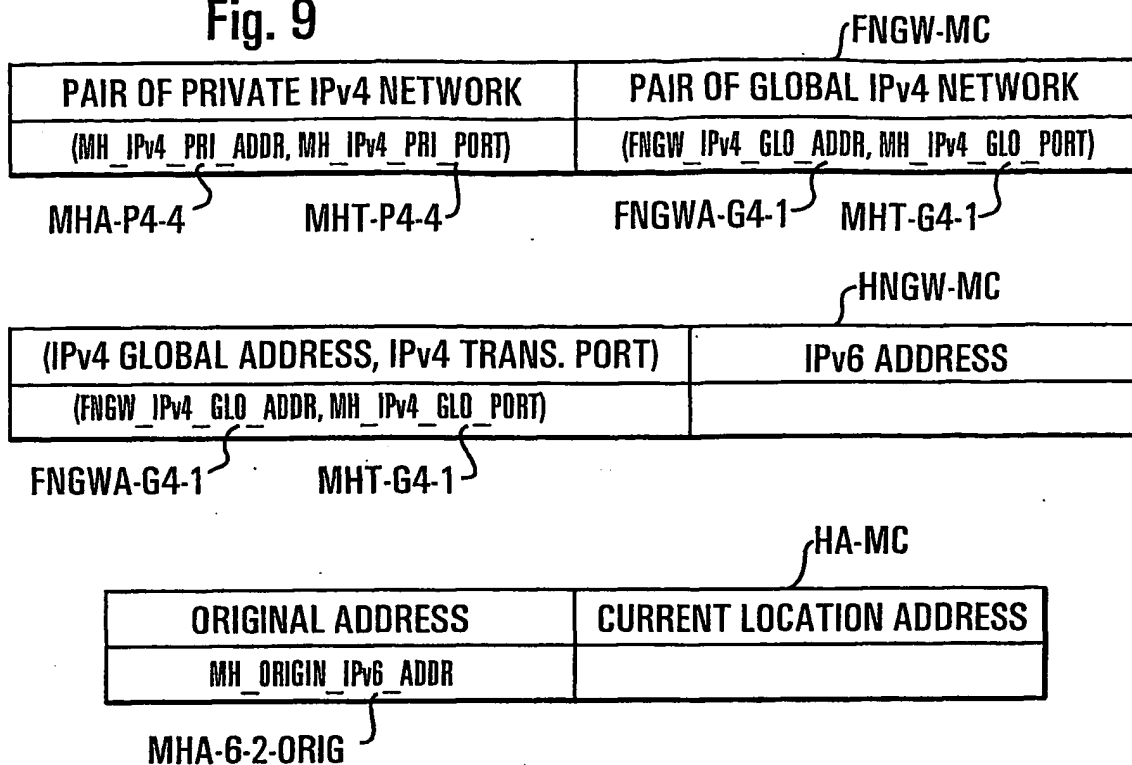 Fig. 9
FNGW-MC
PAIR OF PRIVATE IPv4 NETWORK PAIR OF GLOBAL IPv4 NETWORK
(MH_IPv4_PRI_ADDR, MH_IPv4_PRI_PORT) (FNGW_IPv4_GLO_ADDR, MH_IPv4_GLO_PORT)
MHA-P4-4 MHT-P4-4 FNGWA-G4-1 MHT-G4-1
HNGW-MC
(IPv4 GLOBAL ADDRESS, IPv4 TRANS. PORT) IPv6 ADDRESS
(FNGW_IPv4_GLO_ADDR, MH_IPv4_GLO_PORT)
FNGWA-G4-1 MHT-G4-1
HA-MC
ORIGINAL ADDRESS CURRENT LOCATION ADDRESS
MH_ORIGIN_IPv6_ADDR
MHA-6-2-ORIG